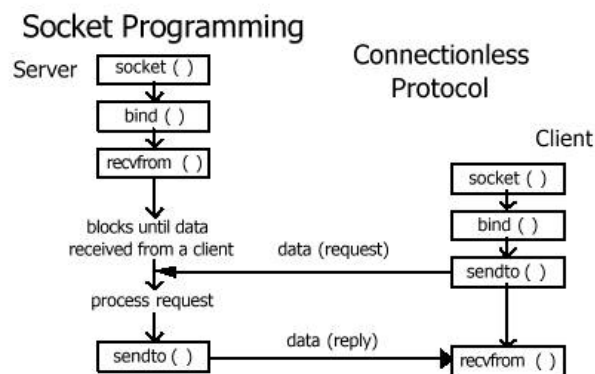 Socket Programming
Connectionless
Protocol
Server
socket ( )
bind ( )
recvfrom ( )
blocks until data
received from a client
process request
sendto ( )
Client
socket ( )
bind ( )
sendto ( )
recvfrom ( )
data (request)
data (reply)